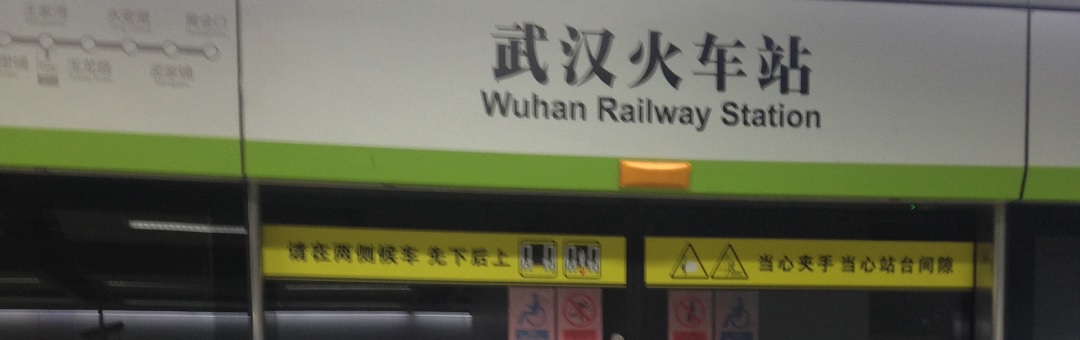 武汉火车站
Wuhan Railway Station
请在两侧候车 先下后上
当心夹手 当心站台间隙